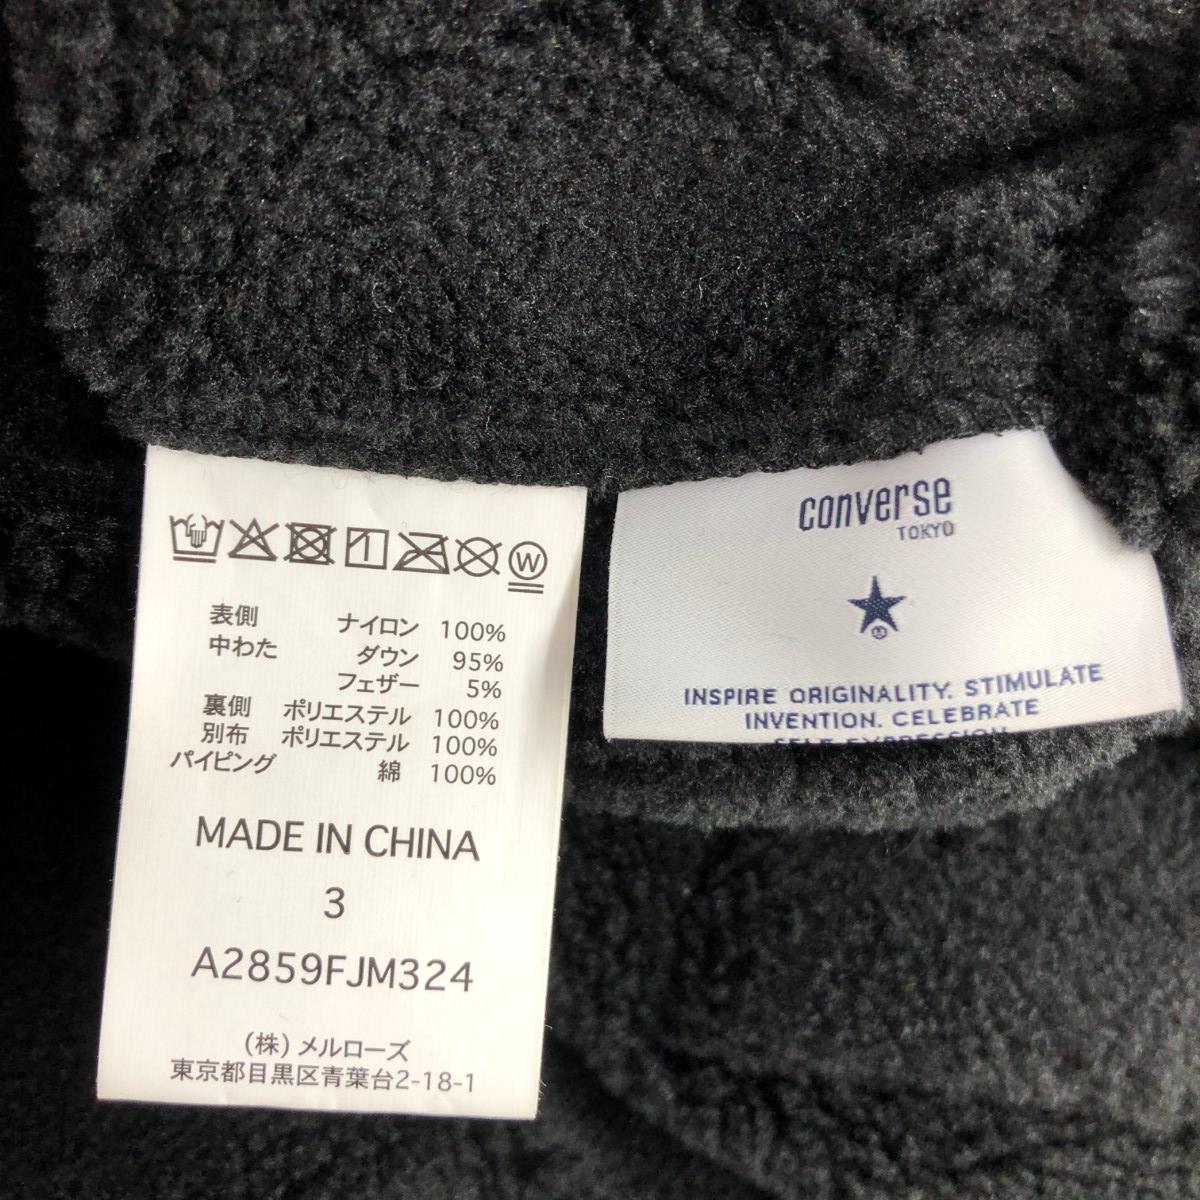 W
表側 ナイロン 100%
中わた ダウン 95%
フェザー 5%
裏側 ポリエステル 100%
別布 ポリエステル 100%
パイピング 綿 100%
MADE IN CHINA
3
A2859FJM324
(株)メルローズ
東京都目黒区青葉台2-18-1
converse
TOKYO
INSPIRE ORIGINALITY. STIMULATE
INVENTION. CELEBRATE
SELF EXPRESSION